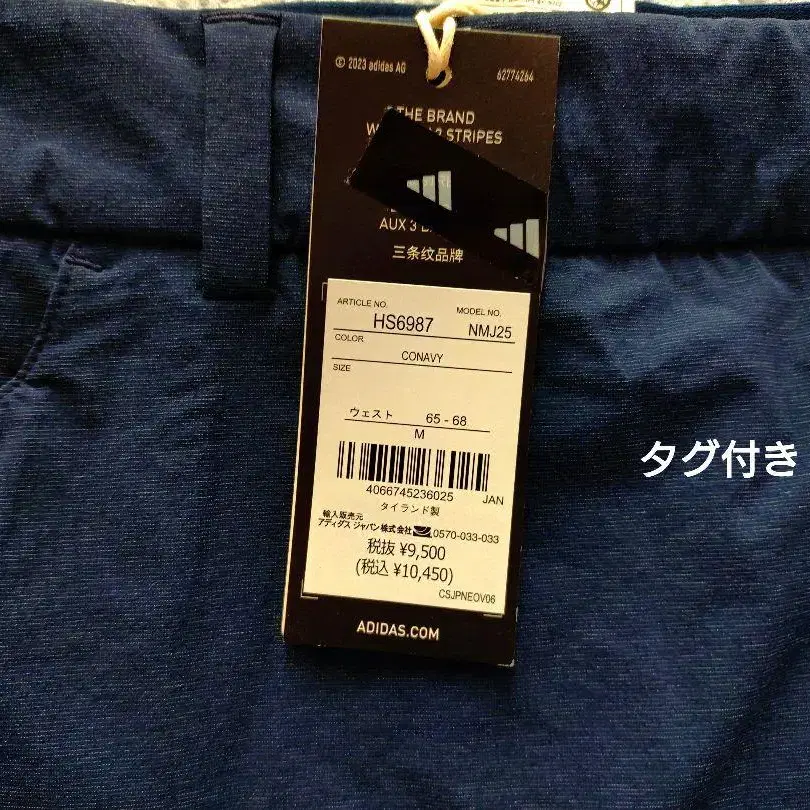 © 2023 adidas AG
62774264
THE BRAND
STRIPES
AUX 3
三条纹品牌
ARTICLE NO.
HS6987
MODEL NO.
NMJ25
COLOR
CONAVY
SIZE
ウェスト 65 - 68
M
4066745236025 JAN
タイランド製
輸入販売元
アディダス ジャパン株式会社 0570-033-033
税抜 ¥9,500
(税込 ¥10,450)
CSJPNEOV06
ADIDAS.COM
タグ付き